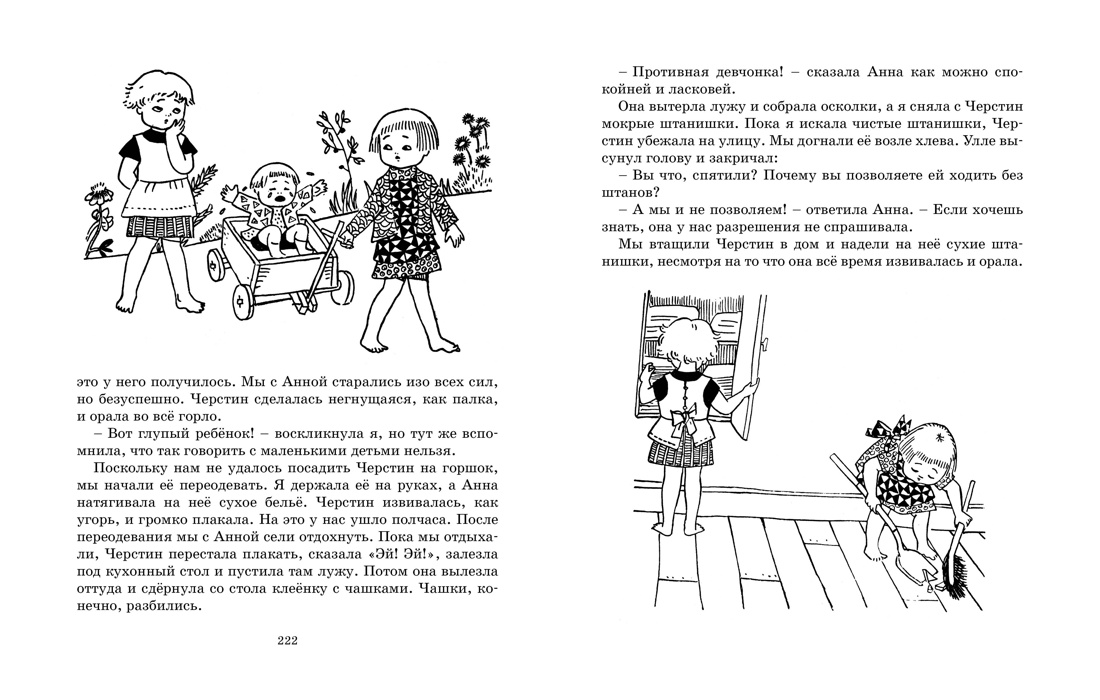 это у него получилось. Мы с Анной старались изо всех сил,
но безуспешно. Черстин сделалась негнущаяся, как палка,
и орала во всё горло.
– Вот глупый ребёнок! – воскликнула я, но тут же вспо-
мнила, что так говорить с маленькими детьми нельзя.
Поскольку нам не удалось посадить Черстин на горшок,
мы начали её переодевать. Я держала её на руках, а Анна
натягивала на неё сухое бельё. Черстин извивалась, как
угорь, и громко плакала. На это у нас ушло полчаса. После
переодевания мы с Анной сели отдохнуть. Пока мы отдыха-
ли, Черстин перестала плакать, сказала «Эй! Эй!», залезла
под кухонный стол и пустила там лужу. Потом она вылезла
оттуда и сдёрнула со стола клеёнку с чашками. Чашки, ко-
нечно, разбились.
222
– Противная девчонка! – сказала Анна как можно спо-
койней и ласковей.
Она вытерла лужу и собрала осколки, а я сняла с Черстин
мокрые штанишки. Пока я искала чистые штанишки, Чер-
стин убежала на улицу. Мы догнали её возле хлева. Улле вы-
сунул голову и закричал:
– Вы что, спятили? Почему вы позволяете ей ходить без
штанов?
– А мы и не позволяем! – ответила Анна. – Если хочешь
знать, она у нас разрешения не спрашивала.
Мы втащили Черстин в дом и надели на неё сухие шта-
нишки, несмотря на то что она всё время извивалась и орала.